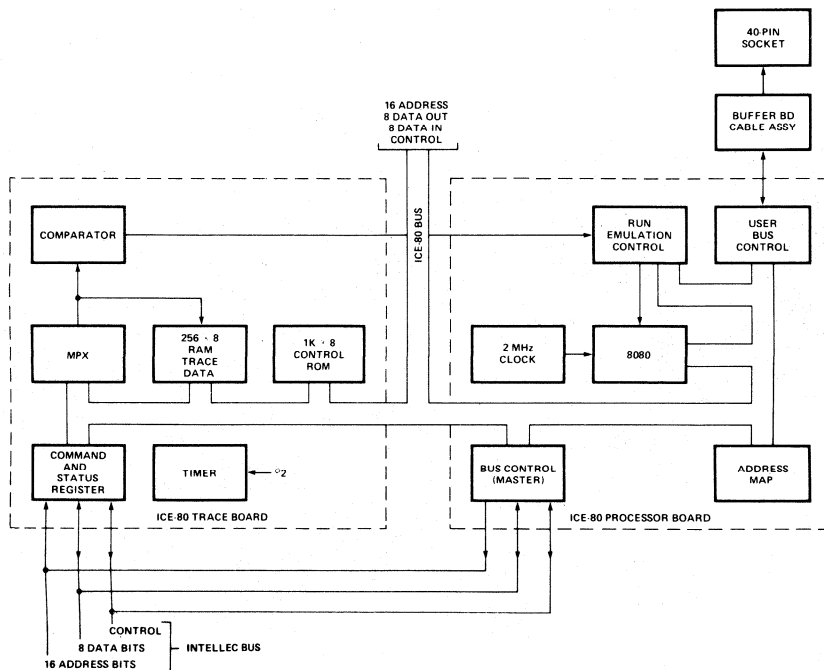 40-PIN
SOCKET
BUFFER BD
CABLE ASSY
16 ADDRESS
8 DATA OUT
8 DATA IN
CONTROL
COMPARATOR
ICE-80 BUS
RUN
EMULATION
CONTROL
USER
BUS
CONTROL
MPX
256 · 8
RAM
TRACE
DATA
1K · 8
CONTROL
ROM
2 MHz
CLOCK
8080
COMMAND
AND
STATUS
REGISTER
TIMER
∅2
BUS CONTROL
(MASTER)
ADDRESS
MAP
ICE-80 TRACE BOARD
ICE-80 PROCESSOR BOARD
CONTROL
8 DATA BITS
INTELLEC BUS
16 ADDRESS BITS